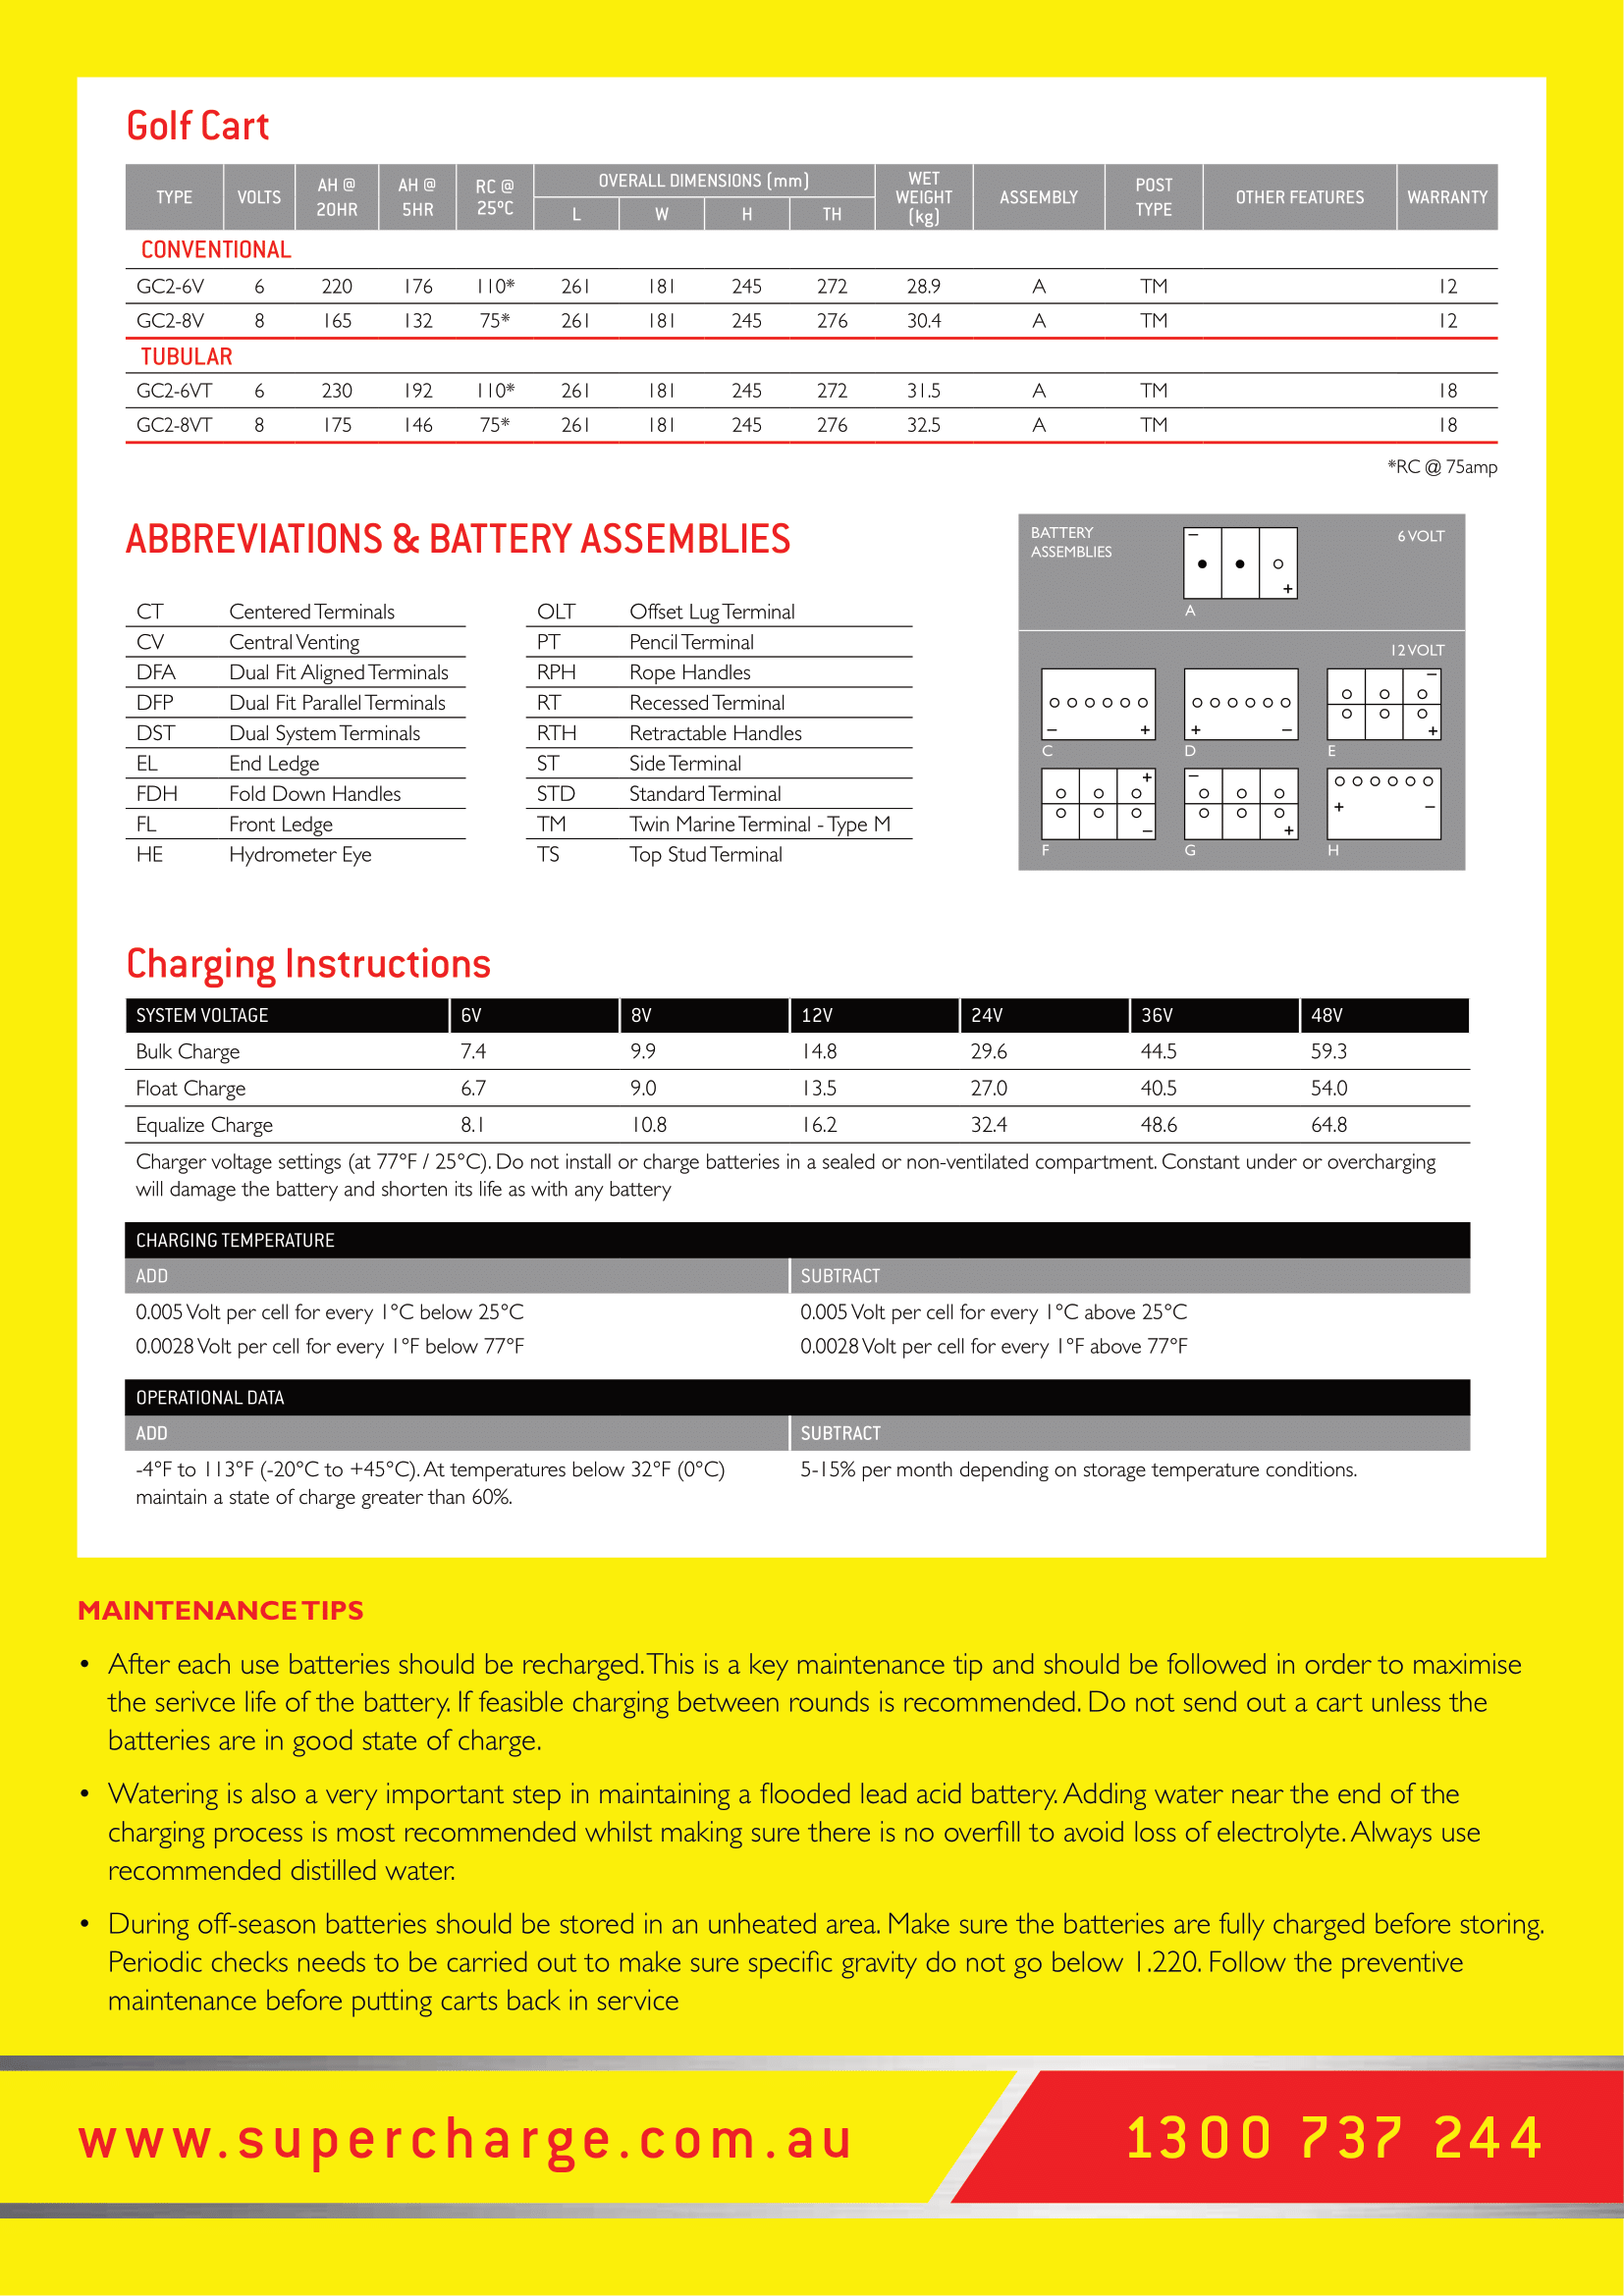 Golf Cart
TYPE VOLTS AH @ 20HR AH @ 5HR RC @ 25ºC OVERALL DIMENSIONS (mm) L W H TH WET WEIGHT (kg) ASSEMBLY POST TYPE OTHER FEATURES WARRANTY
CONVENTIONAL
GC2-6V 6 220 176 110* 261 181 245 272 28.9 A TM 12
GC2-8V 8 165 132 75* 261 181 245 276 30.4 A TM 12
TUBULAR
GC2-6VT 6 230 192 110* 261 181 245 272 31.5 A TM 18
GC2-8VT 8 175 146 75* 261 181 245 276 32.5 A TM 18
*RC @ 75amp
ABBREVIATIONS & BATTERY ASSEMBLIES
CT Centered Terminals
CV Central Venting
DFA Dual Fit Aligned Terminals
DFP Dual Fit Parallel Terminals
DST Dual System Terminals
EL End Ledge
FDH Fold Down Handles
FL Front Ledge
HE Hydrometer Eye
OLT Offset Lug Terminal
PT Pencil Terminal
RPH Rope Handles
RT Recessed Terminal
RTH Retractable Handles
ST Side Terminal
STD Standard Terminal
TM Twin Marine Terminal - Type M
TS Top Stud Terminal
BATTERY
ASSEMBLIES
6 VOLT
– +
A
12 VOLT
– + + – – +
C D E
+ – – + + –
F G H
Charging Instructions
SYSTEM VOLTAGE 6V 8V 12V 24V 36V 48V
Bulk Charge 7.4 9.9 14.8 29.6 44.5 59.3
Float Charge 6.7 9.0 13.5 27.0 40.5 54.0
Equalize Charge 8.1 10.8 16.2 32.4 48.6 64.8
Charger voltage settings (at 77°F / 25°C). Do not install or charge batteries in a sealed or non-ventilated compartment. Constant under or overcharging
will damage the battery and shorten its life as with any battery
CHARGING TEMPERATURE
ADD SUBTRACT
0.005 Volt per cell for every 1°C below 25°C 0.005 Volt per cell for every 1°C above 25°C
0.0028 Volt per cell for every 1°F below 77°F 0.0028 Volt per cell for every 1°F above 77°F
OPERATIONAL DATA
ADD SUBTRACT
-4°F to 113°F (-20°C to +45°C). At temperatures below 32°F (0°C) 5-15% per month depending on storage temperature conditions.
maintain a state of charge greater than 60%.
MAINTENANCE TIPS
• After each use batteries should be recharged. This is a key maintenance tip and should be followed in order to maximise
the serivce life of the battery. If feasible charging between rounds is recommended. Do not send out a cart unless the
batteries are in good state of charge.
• Watering is also a very important step in maintaining a flooded lead acid battery. Adding water near the end of the
charging process is most recommended whilst making sure there is no overfill to avoid loss of electrolyte. Always use
recommended distilled water.
• During off-season batteries should be stored in an unheated area. Make sure the batteries are fully charged before storing.
Periodic checks needs to be carried out to make sure specific gravity do not go below 1.220. Follow the preventive
maintenance before putting carts back in service
www.supercharge.com.au 1300 737 244